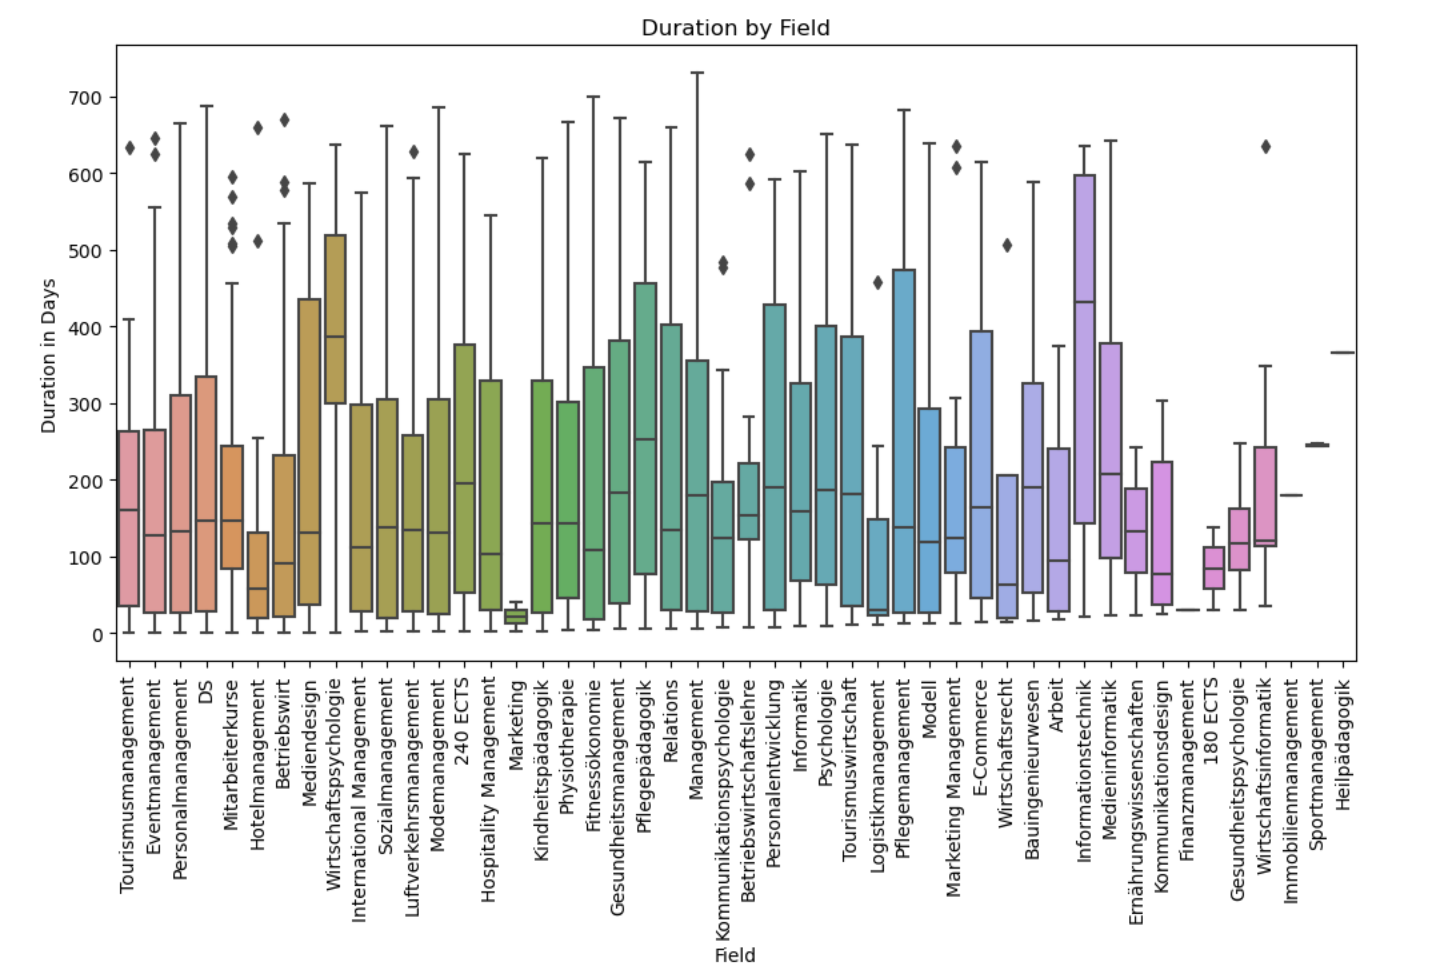 Duration by Field
Duration in Days
700
600
500
400
300
200
100
0
Tourismusmanagement
Eventmanagement
Personalmanagement
DS
Mitarbeiterkurse
Hotelmanagement
Betriebswirt
Mediendesign
Wirtschaftspsychologie
International Management
Sozialmanagement
Luftverkehrsmanagement
Modemanagement
240 ECTS
Hospitality Management
Marketing
Kindheitspädagogik
Physiotherapie
Fitnessökonomie
Gesundheitsmanagement
Pflegepädagogik
Relations
Management
Kommunikationspsychologie
Betriebswirtschaftslehre
Personalentwicklung
Informatik
Psychologie
Tourismuswirtschaft
Logistikmanagement
Pflegemanagement
Modell
Marketing Management
E-Commerce
Wirtschaftsrecht
Bauingenieurwesen
Arbeit
Informationstechnik
Medieninformatik
Ernährungswissenschaften
Kommunikationsdesign
Finanzmanagement
180 ECTS
Gesundheitspsychologie
Wirtschaftsinformatik
Immobilienmanagement
Sportmanagement
Heilpädagogik
Field